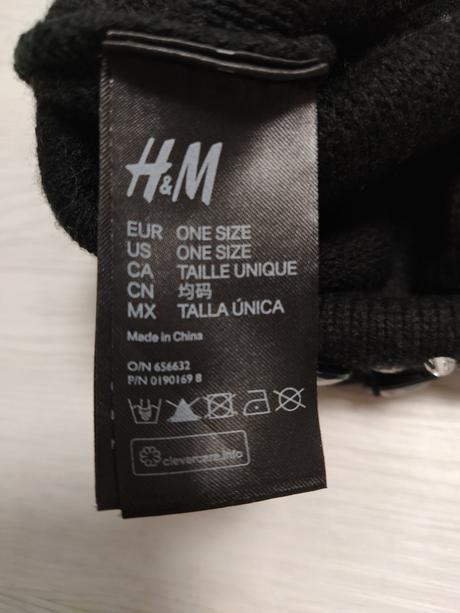 H&M
EUR ONE SIZE
US ONE SIZE
CA TAILLE UNIQUE
CN 均码
MX TALLA ÚNICA
Made in China
O/N 656632
P/N 0190169 8
clevercare.info